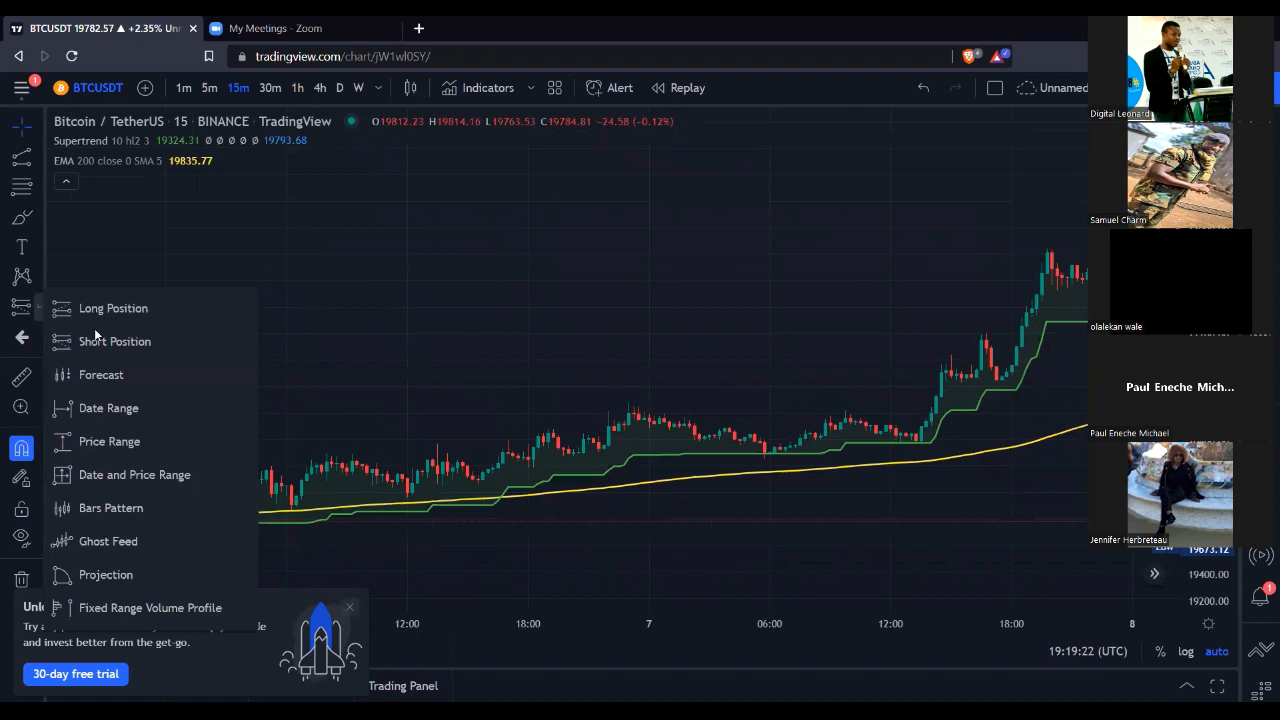 BTCUSDT 19782.57 ▲ +2.35% Unn
My Meetings - Zoom
tradingview.com/chart/jW1wl0SY/
4
1
BTCUSDT
1m 5m 15m 30m 1h 4h D W M
Indicators
Alert
Replay
Unnamed
Bitcoin / TetherUS · 15 · BINANCE · TradingView
O19812.23 H19814.16 L19763.53 C19784.81 −24.58 (−0.12%)
Supertrend 10 hl2 3 19324.31 ∅ ∅ ∅ ∅ ∅ 19793.68
EMA 200 close 0 SMA 5 19835.77
Long Position
Short Position
Forecast
Date Range
Price Range
Date and Price Range
Bars Pattern
Ghost Feed
Projection
Fixed Range Volume Profile
and invest better from the get-go.
30-day free trial
12:00 18:00 7 06:00 12:00 18:00 8
19673.12
19400.00
19200.00
19:19:22 (UTC) % log auto
Trading Panel
1
Digital Leonard
Samuel Charm
olalekan wale
Paul Eneche Mich...
Paul Eneche Michael
Jennifer Herbreteau